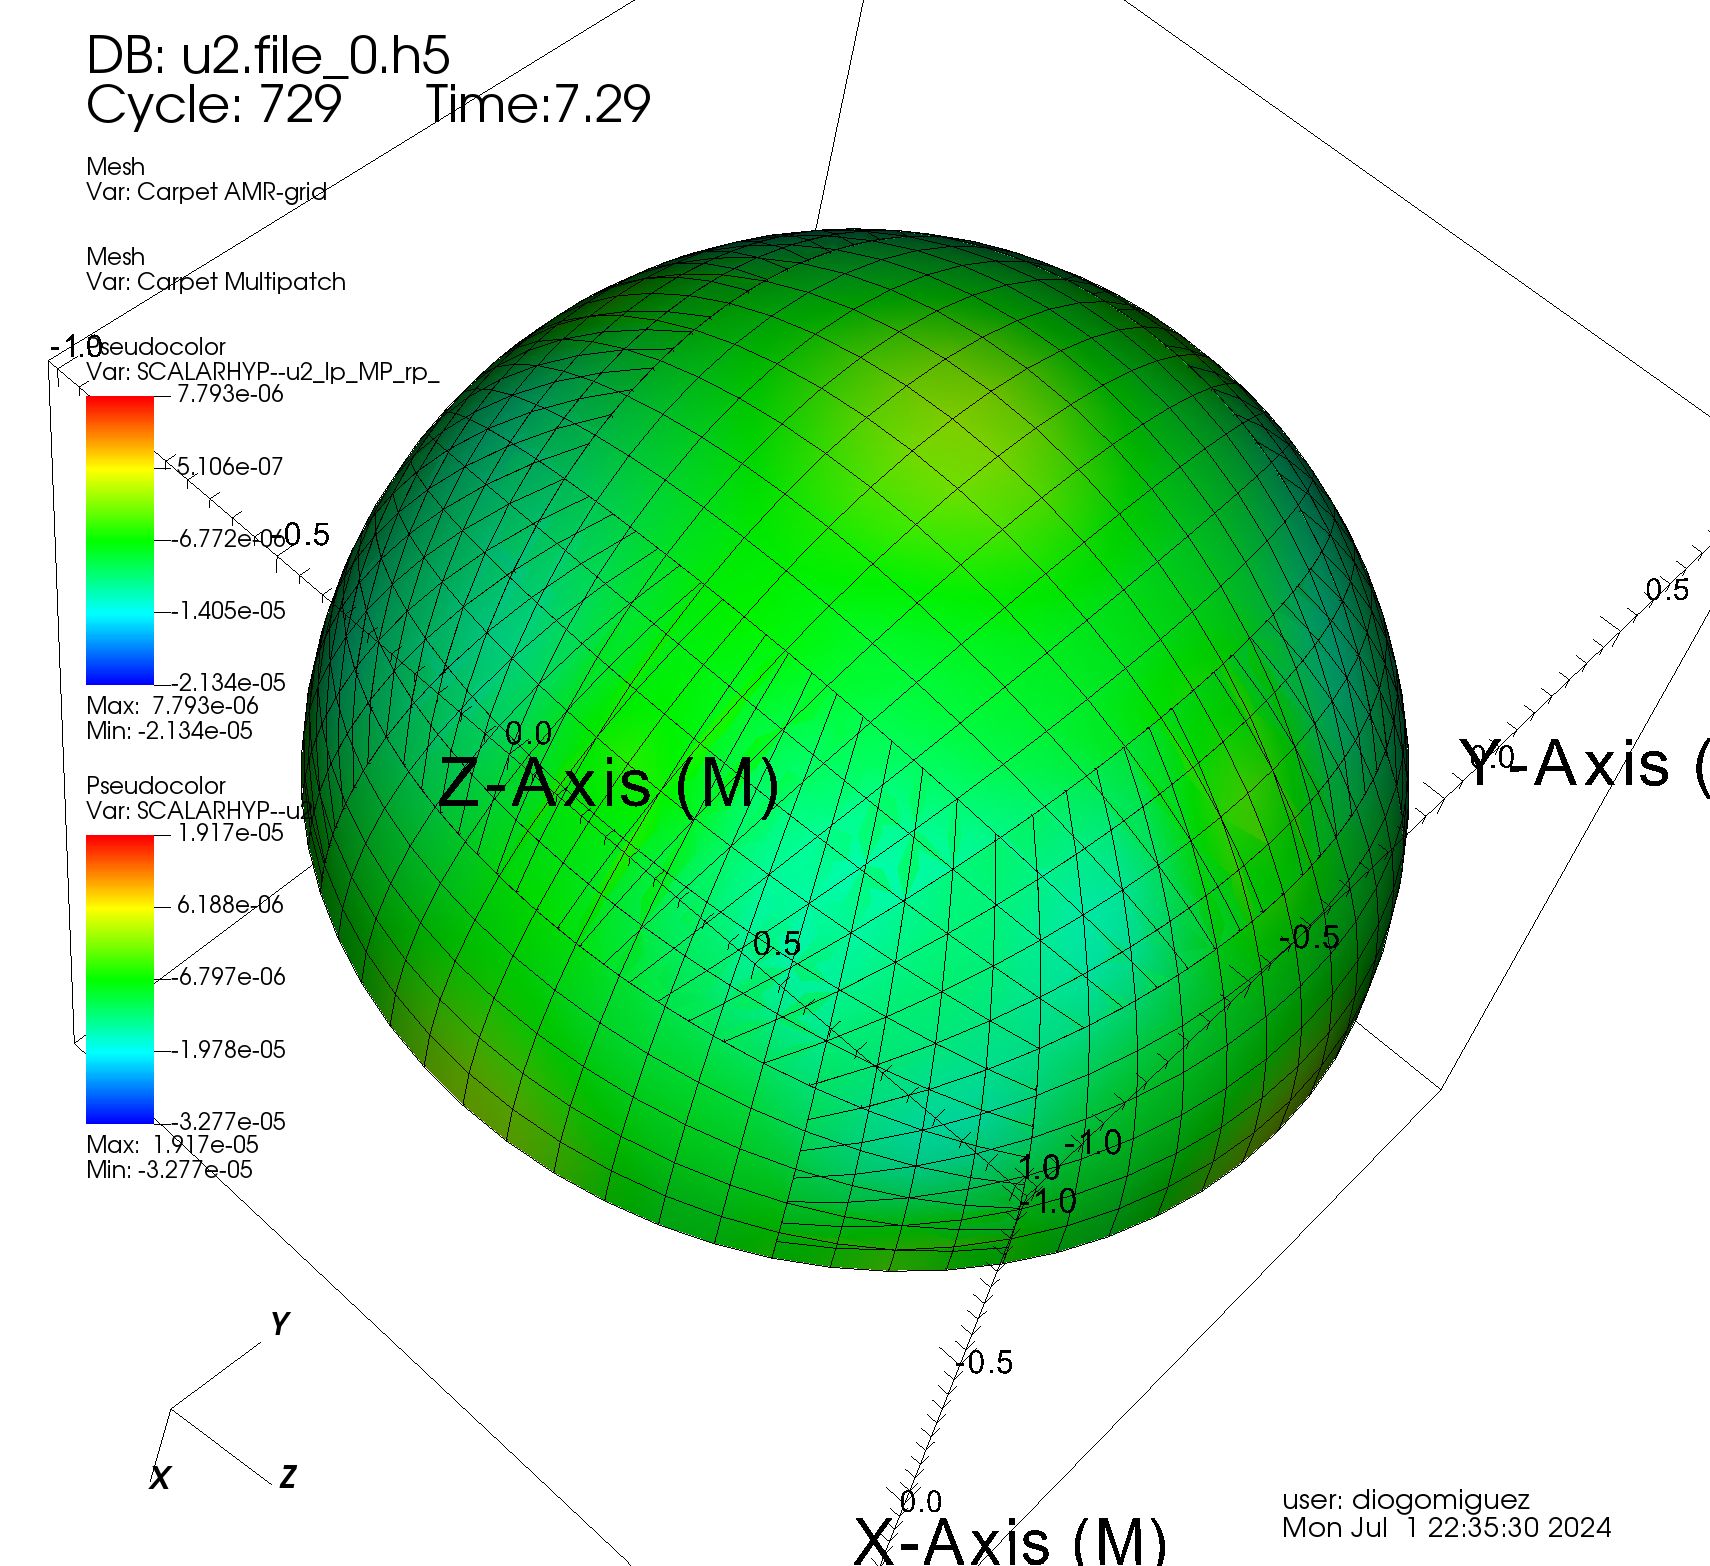 DB: u2.file_0.h5
Cycle: 729 Time:7.29
Mesh
Var: Carpet AMR-grid
Mesh
Var: Carpet Multipatch
-1.0
Pseudocolor
Var: SCALARHYP--u2_lp_MP_rp_
7.793e-06
5.106e-07
-6.772e-06
-1.405e-05
-2.134e-05
Max: 7.793e-06
Min: -2.134e-05
Pseudocolor
Var: SCALARHYP--u2
1.917e-05
6.188e-06
-6.797e-06
-1.978e-05
-3.277e-05
Max: 1.917e-05
Min: -3.277e-05
-0.5
0.0
Z-Axis (M)
0.5
1.0
0.5
0.0
Y-Axis (
-0.5
-1.0
-1.0
-0.5
0.0
X-Axis (M)
Y
X
Z
user: diogomiguez
Mon Jul 1 22:35:30 2024